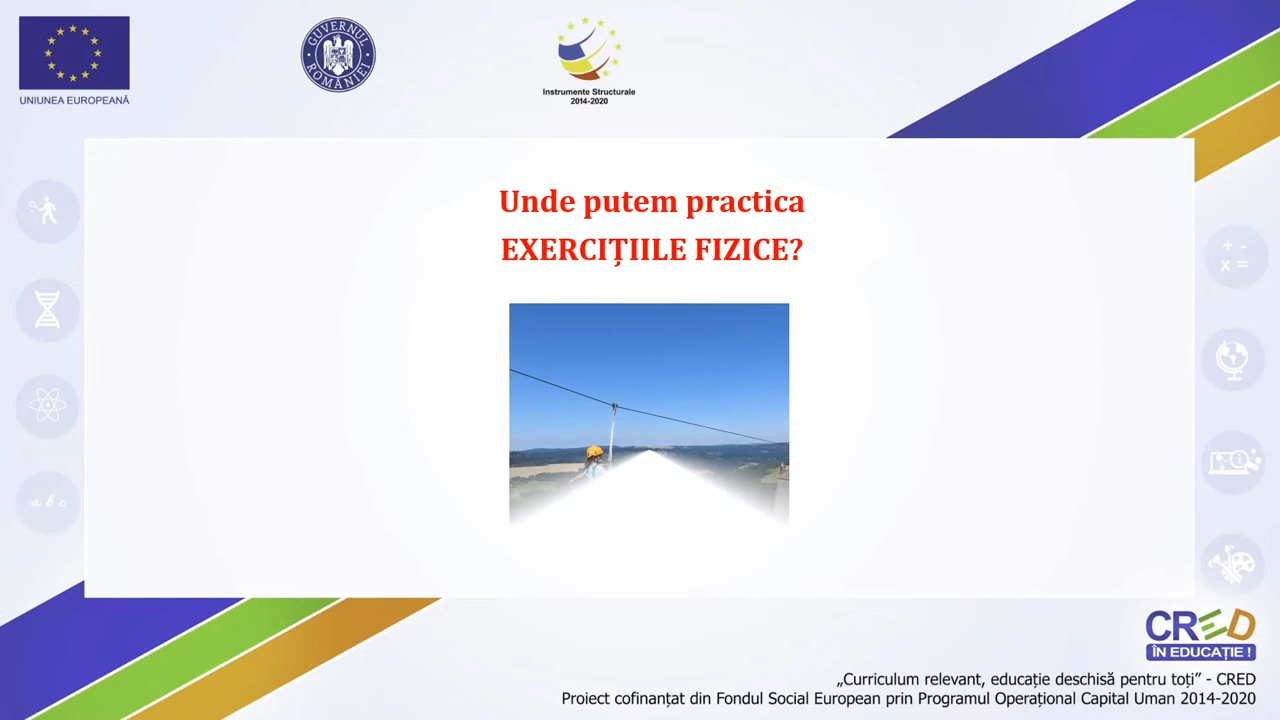 UNIUNEA EUROPEANĂ
GUVERNUL ROMÂNIEI
Instrumente Structurale
2014-2020
Unde putem practica
EXERCIȚIILE FIZICE?
+ -
x =
a b c
CRED
ÎN EDUCAȚIE !
„Curriculum relevant, educație deschisă pentru toți” - CRED
Proiect cofinanțat din Fondul Social European prin Programul Operațional Capital Uman 2014-2020